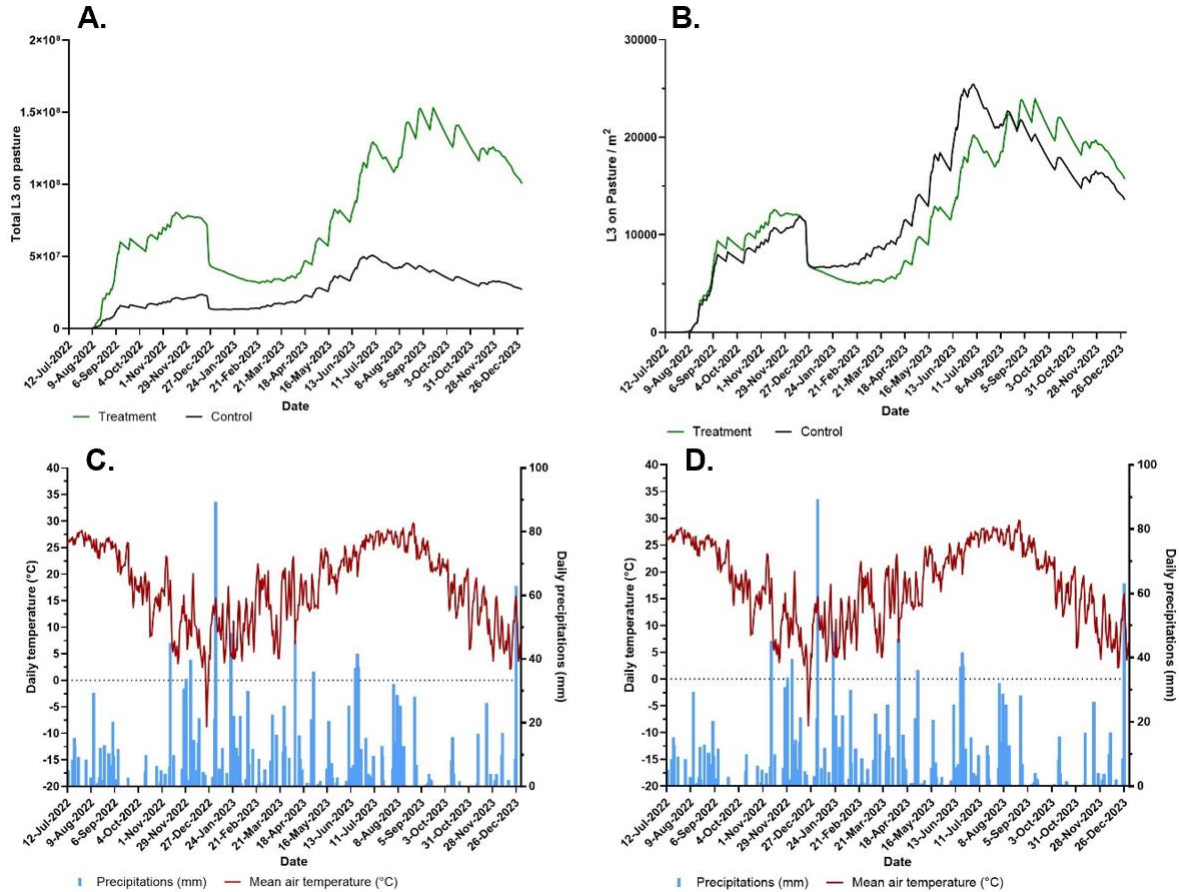 A.
2×10⁸
1.5×10⁸
1×10⁸
5×10⁷
0
Total L3 on pasture
12-Jul-2022
9-Aug-2022
6-Sep-2022
4-Oct-2022
1-Nov-2022
29-Nov-2022
27-Dec-2022
24-Jan-2023
21-Feb-2023
21-Mar-2023
18-Apr-2023
16-May-2023
13-Jun-2023
11-Jul-2023
8-Aug-2023
5-Sep-2023
3-Oct-2023
31-Oct-2023
28-Nov-2023
26-Dec-2023
Date
Treatment Control
B.
30000
20000
10000
0
L3 on Pasture / m²
12-Jul-2022
9-Aug-2022
6-Sep-2022
4-Oct-2022
1-Nov-2022
29-Nov-2022
27-Dec-2022
24-Jan-2023
21-Feb-2023
21-Mar-2023
18-Apr-2023
16-May-2023
13-Jun-2023
11-Jul-2023
8-Aug-2023
5-Sep-2023
3-Oct-2023
31-Oct-2023
28-Nov-2023
26-Dec-2023
Date
Treatment Control
C.
40
35
30
25
20
15
10
5
0
-5
-10
-15
-20
Daily temperature (°C)
100
80
60
40
20
0
Daily precipitations (mm)
12-Jul-2022
9-Aug-2022
6-Sep-2022
4-Oct-2022
1-Nov-2022
29-Nov-2022
27-Dec-2022
24-Jan-2023
21-Feb-2023
21-Mar-2023
18-Apr-2023
16-May-2023
13-Jun-2023
11-Jul-2023
8-Aug-2023
5-Sep-2023
3-Oct-2023
31-Oct-2023
28-Nov-2023
26-Dec-2023
Date
Precipitations (mm) Mean air temperature (°C)
D.
40
35
30
25
20
15
10
5
0
-5
-10
-15
-20
Daily temperature (°C)
100
80
60
40
20
0
Daily precipitations (mm)
12-Jul-2022
9-Aug-2022
6-Sep-2022
4-Oct-2022
1-Nov-2022
29-Nov-2022
27-Dec-2022
24-Jan-2023
21-Feb-2023
21-Mar-2023
18-Apr-2023
16-May-2023
13-Jun-2023
11-Jul-2023
8-Aug-2023
5-Sep-2023
3-Oct-2023
31-Oct-2023
28-Nov-2023
26-Dec-2023
Date
Precipitations (mm) Mean air temperature (°C)